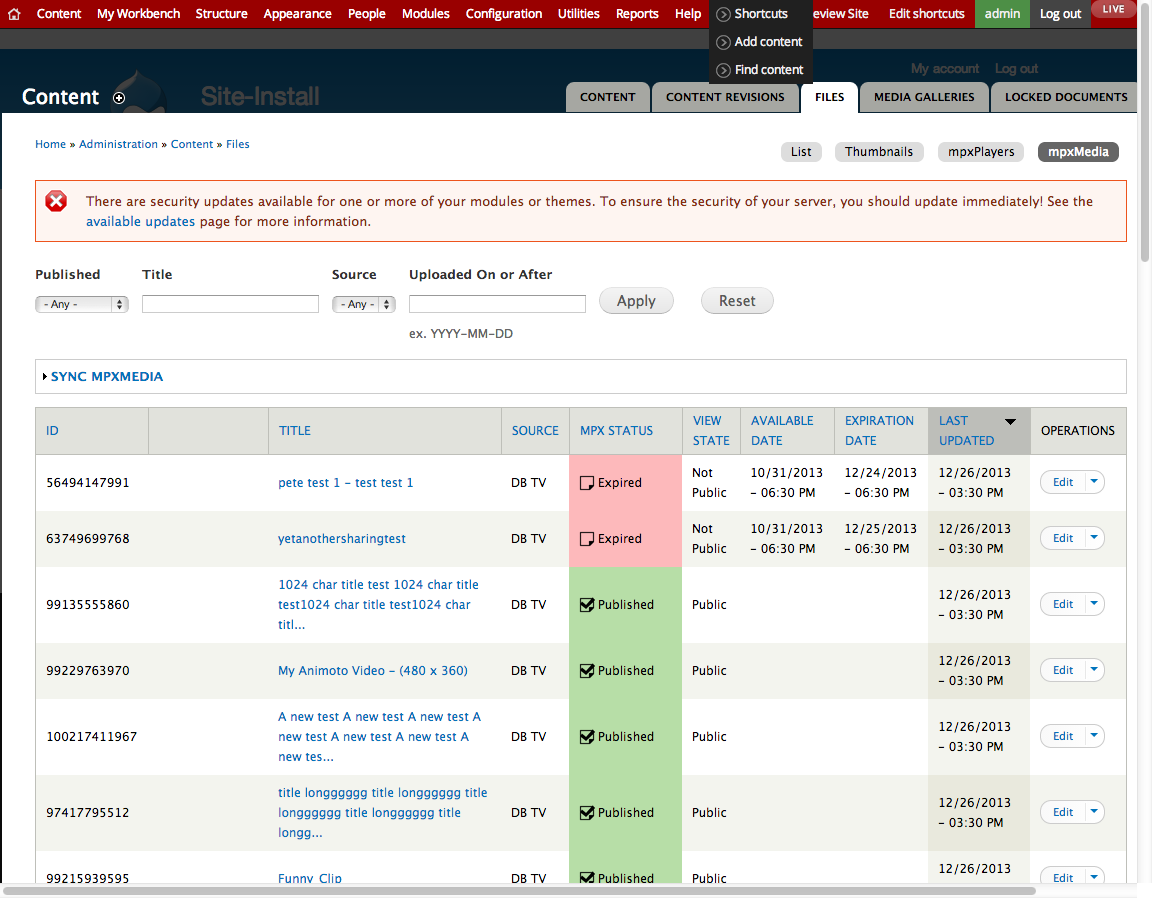 Content My Workbench Structure Appearance People Modules Configuration Utilities Reports Help Shortcuts eview Site Edit shortcuts admin Log out LIVE
Add content
Find content
My account Log out
Content Site-Install
CONTENT CONTENT REVISIONS FILES MEDIA GALLERIES LOCKED DOCUMENTS
Home » Administration » Content » Files
List Thumbnails mpxPlayers mpxMedia
There are security updates available for one or more of your modules or themes. To ensure the security of your server, you should update immediately! See the
available updates page for more information.
Published Title Source Uploaded On or After
- Any - - Any - Apply Reset
ex. YYYY-MM-DD
SYNC MPXMEDIA
ID TITLE SOURCE MPX STATUS VIEW STATE AVAILABLE DATE EXPIRATION DATE LAST UPDATED OPERATIONS
56494147991 pete test 1 - test test 1 DB TV Expired Not Public 10/31/2013 - 06:30 PM 12/24/2013 - 06:30 PM 12/26/2013 - 03:30 PM Edit
63749699768 yetanothersharingtest DB TV Expired Not Public 10/31/2013 - 06:30 PM 12/25/2013 - 06:30 PM 12/26/2013 - 03:30 PM Edit
99135555860 1024 char title test 1024 char title test1024 char title test1024 char titl... DB TV Published Public 12/26/2013 - 03:30 PM Edit
99229763970 My Animoto Video - (480 x 360) DB TV Published Public 12/26/2013 - 03:30 PM Edit
100217411967 A new test A new test A new test A new test A new test A new test A new tes... DB TV Published Public 12/26/2013 - 03:30 PM Edit
97417795512 title longggggg title longggggg title longggggg title longggggg title longg... DB TV Published Public 12/26/2013 - 03:30 PM Edit
99215939595 Funny Clip DB TV Published Public 12/26/2013 Edit